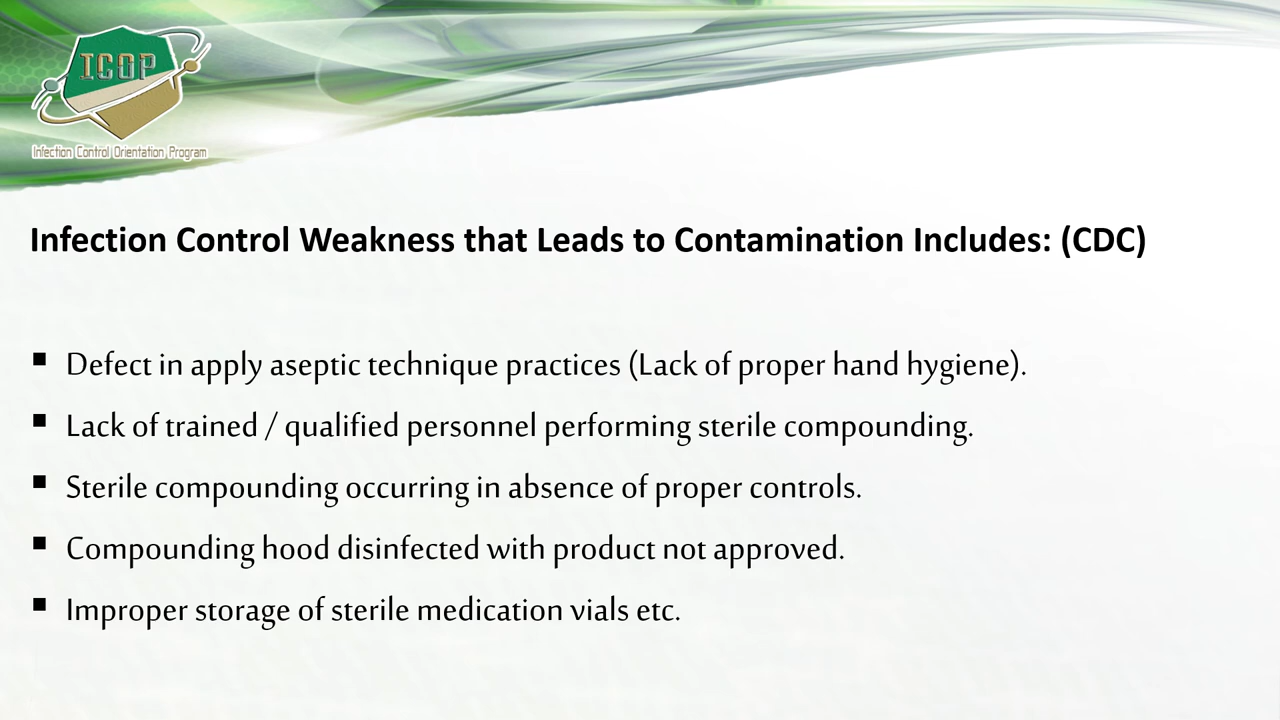 ICOP
Infection Control Orientation Program
Infection Control Weakness that Leads to Contamination Includes: (CDC)
▪ Defect in apply aseptic technique practices (Lack of proper hand hygiene).
▪ Lack of trained / qualified personnel performing sterile compounding.
▪ Sterile compounding occurring in absence of proper controls.
▪ Compounding hood disinfected with product not approved.
▪ Improper storage of sterile medication vials etc.